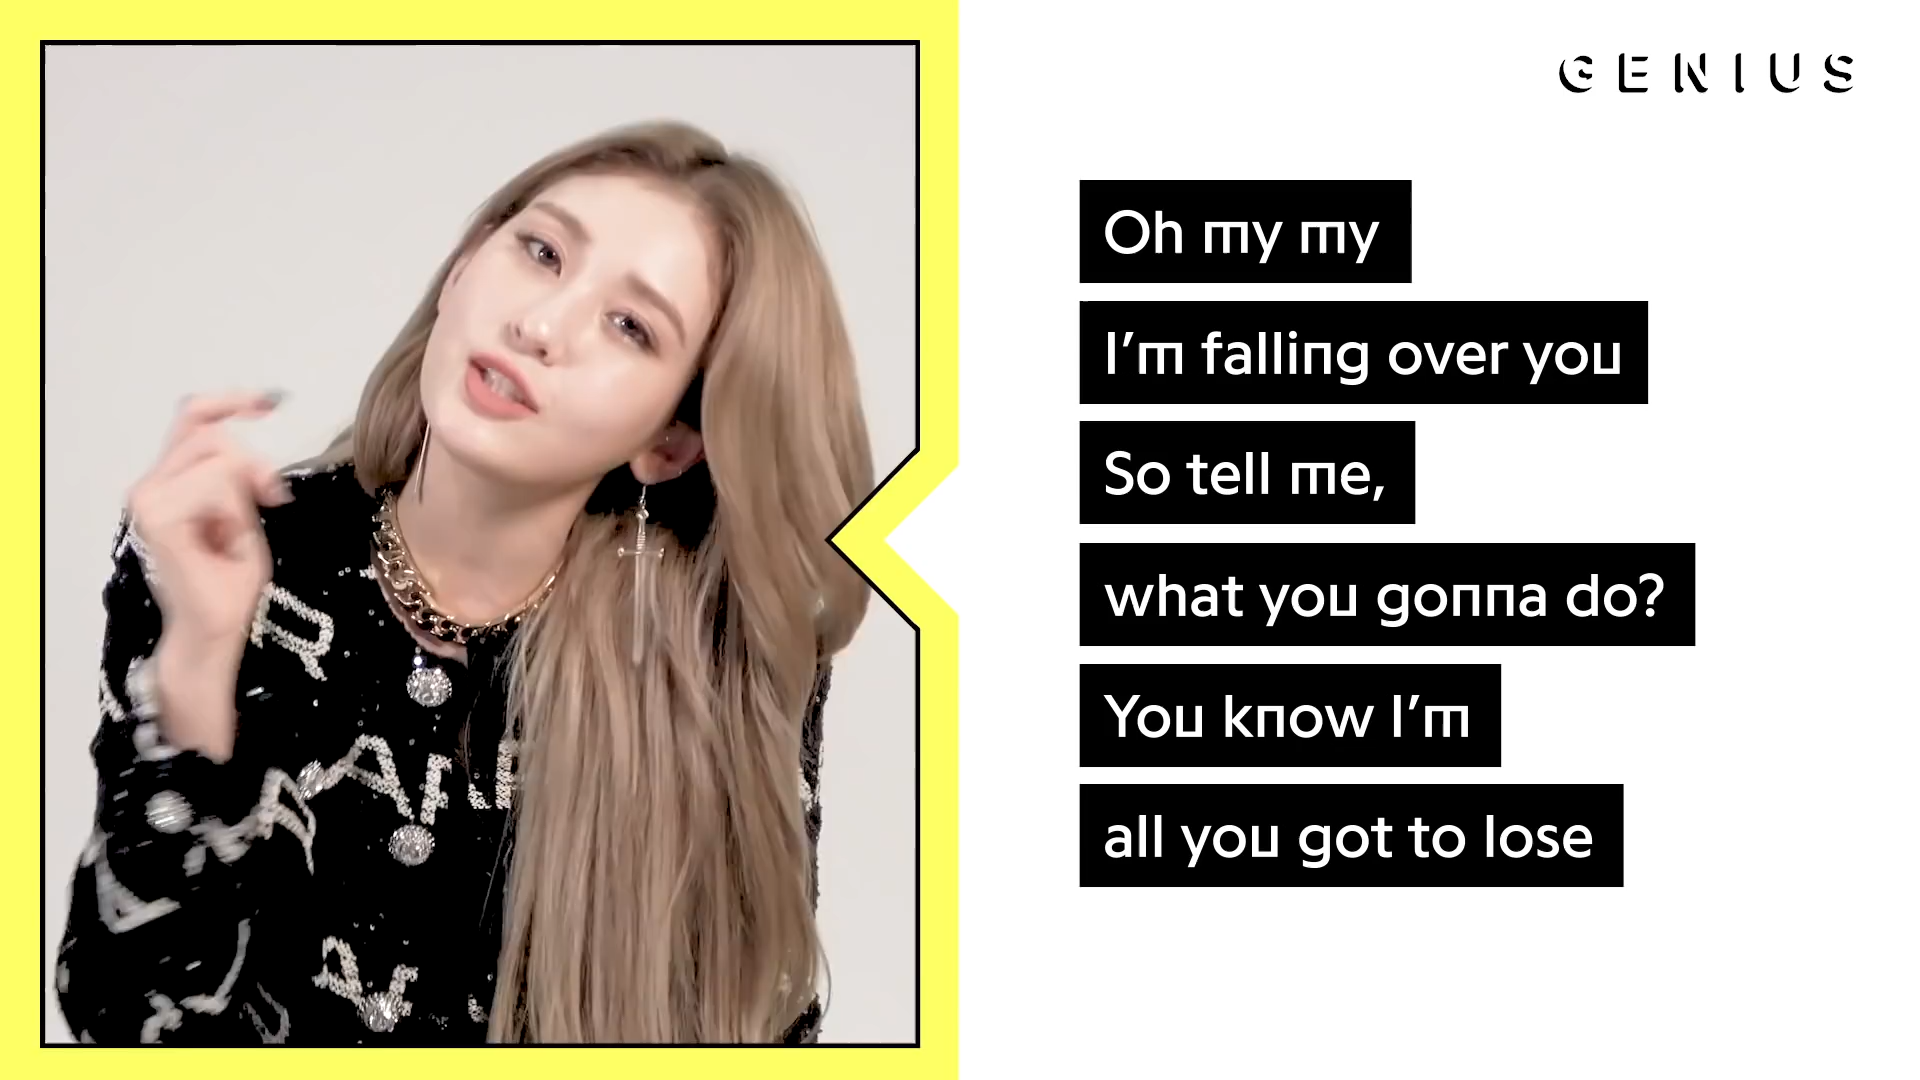 GENIUS
Oh my my
I’m falling over you
So tell me,
what you gonna do?
You know I’m
all you got to lose